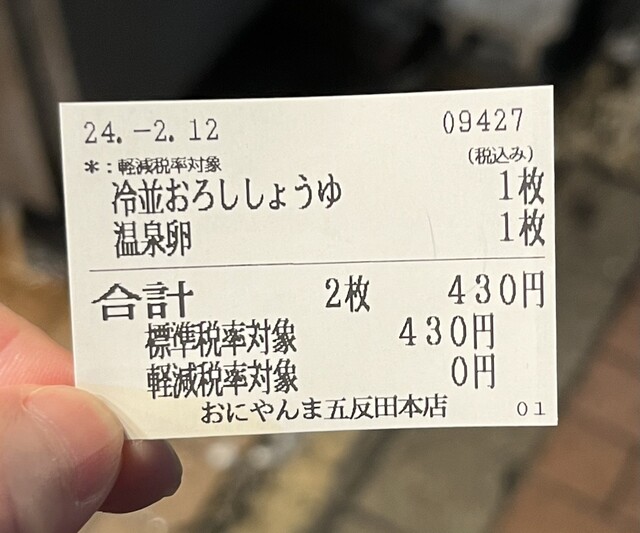 24.-2.12 09427
*:軽減税率対象 (税込み)
冷並おろししょうゆ 1枚
温泉卵 1枚
合計 2枚 430円
標準税率対象 430円
軽減税率対象 0円
おにやんま五反田本店 01